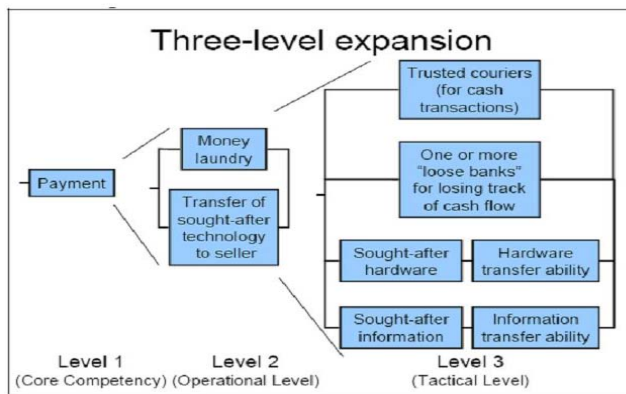 Three-level expansion
Payment
Money
laundry
Transfer of
sought-after
technology
to seller
Trusted couriers
(for cash
transactions)
One or more
"loose banks"
for losing track
of cash flow
Sought-after
hardware
Hardware
transfer ability
Sought-after
information
Information
transfer ability
Level 1
(Core Competency)
Level 2
(Operational Level)
Level 3
(Tactical Level)